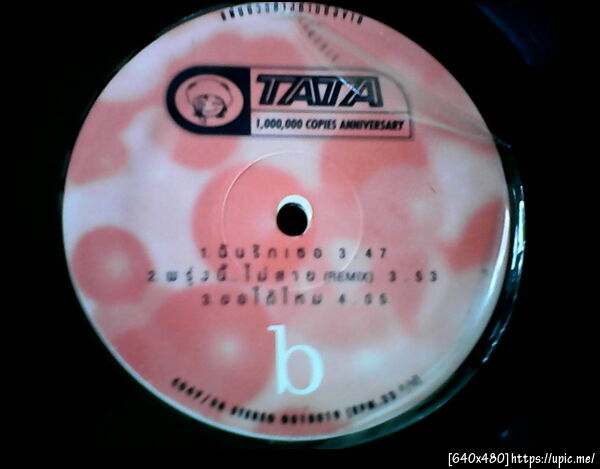 TATA
1,000,000 COPIES ANNIVERSARY
1.ฉันรักเธอ 3.47
2.พรุ่งนี้...ไม่สาย (REMIX) 3.53
3.ขอได้ไหม 4.05
b
STEREO
[640x480]https://upic.me/